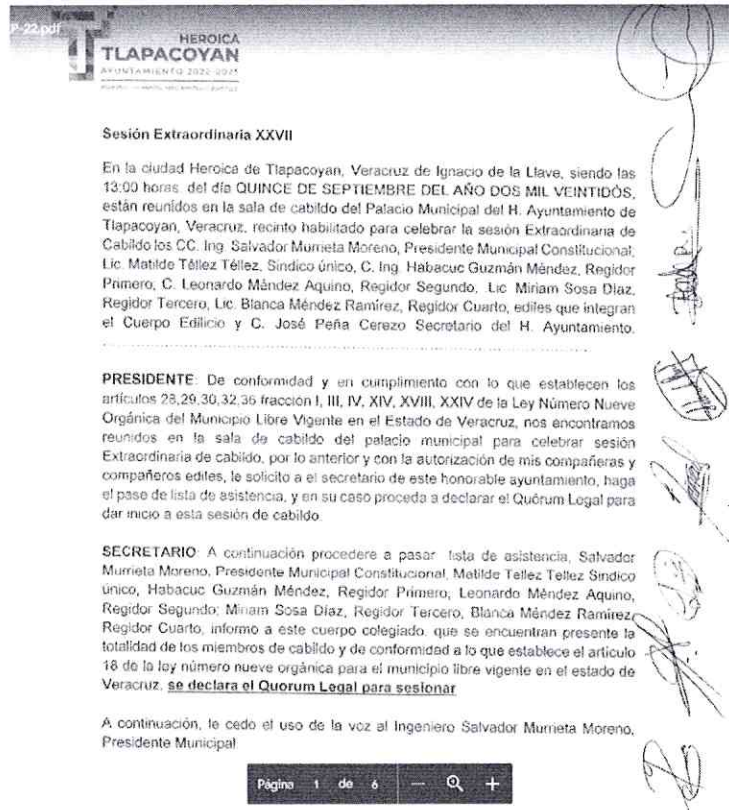 P-22.pdf
HEROICA
TLAPACOYAN
AYUNTAMIENTO 2022-2025
Sesión Extraordinaria XXVII
En la ciudad Heroica de Tlapacoyan, Veracruz de Ignacio de la Llave, siendo las
13:00 horas del día QUINCE DE SEPTIEMBRE DEL AÑO DOS MIL VEINTIDÓS,
están reunidos en la sala de cabildo del Palacio Municipal del H. Ayuntamiento de
Tlapacoyan, Veracruz, recinto habilitado para celebrar la sesión Extraordinaria de
Cabildo los CC. Ing. Salvador Murrieta Moreno, Presidente Municipal Constitucional,
Lic. Matilde Téllez Téllez, Sindico único, C. Ing. Habacuc Guzmán Méndez, Regidor
Primero, C. Leonardo Méndez Aquino, Regidor Segundo, Lic Miriam Sosa Díaz,
Regidor Tercero, Lic. Blanca Méndez Ramírez, Regidor Cuarto, ediles que integran
el Cuerpo Edilicio y C. José Peña Cerezo Secretario del H. Ayuntamiento.
PRESIDENTE: De conformidad y en cumplimiento con lo que establecen los
artículos 28,29,30,32,36 fracción I, III, IV, XIV, XVIII, XXIV de la Ley Número Nueve
Orgánica del Municipio Libre Vigente en el Estado de Veracruz, nos encontramos
reunidos en la sala de cabildo del palacio municipal para celebrar sesión
Extraordinaria de cabildo, por lo anterior y con la autorización de mis compañeras y
compañeros ediles, le solicito a el secretario de este honorable ayuntamiento, haga
el pase de lista de asistencia, y en su caso proceda a declarar el Quórum Legal para
dar inicio a esta sesión de cabildo.
SECRETARIO: A continuación procedere a pasar lista de asistencia, Salvador
Murrieta Moreno, Presidente Municipal Constitucional, Matilde Tellez Tellez Sindico
único, Habacuc Guzmán Méndez, Regidor Primero, Leonardo Méndez Aquino,
Regidor Segundo; Miriam Sosa Díaz, Regidor Tercero, Blanca Méndez Ramírez,
Regidor Cuarto, informo a este cuerpo colegiado, que se encuentran presente la
totalidad de los miembros de cabildo y de conformidad a lo que establece el artículo
18 de la ley número nueve orgánica para el municipio libre vigente en el estado de
Veracruz, se declara el Quorum Legal para sesionar
A continuación, le cedo el uso de la voz al Ingeniero Salvador Murrieta Moreno,
Presidente Municipal
Página 1 de 6